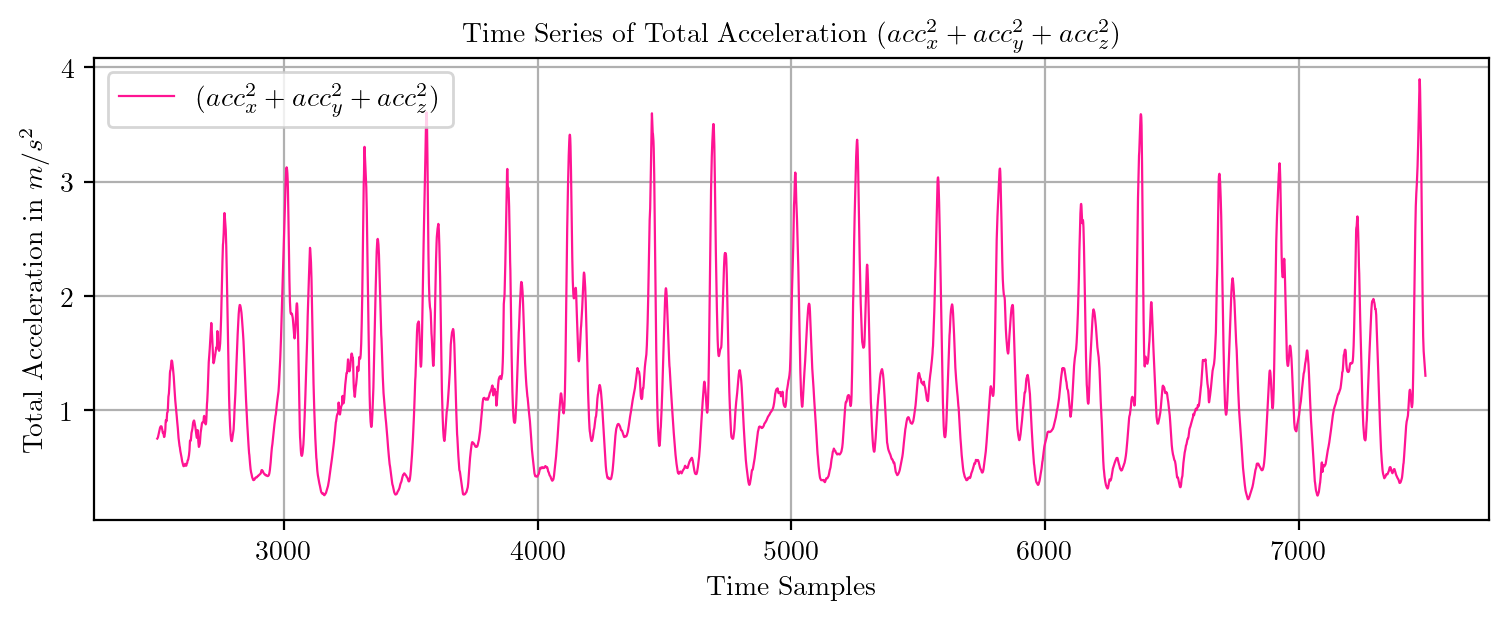 Time Series of Total Acceleration $(acc_x^2 + acc_y^2 + acc_z^2)$
$(acc_x^2 + acc_y^2 + acc_z^2)$
Total Acceleration in $m/s^2$
4
3
2
1
3000 4000 5000 6000 7000
Time Samples